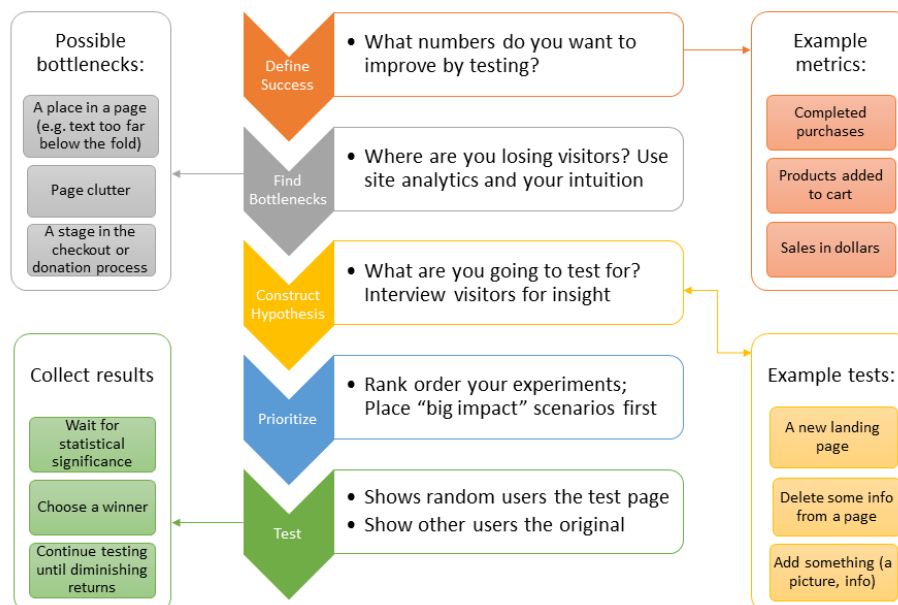 Possible
bottlenecks:
A place in a page
(e.g. text too far
below the fold)
Page clutter
A stage in the
checkout or
donation process
Define
Success
• What numbers do you want to
improve by testing?
Example
metrics:
Completed
purchases
Products added
to cart
Sales in dollars
Find
Bottlenecks
• Where are you losing visitors? Use
site analytics and your intuition
Construct
Hypothesis
• What are you going to test for?
Interview visitors for insight
Prioritize
• Rank order your experiments;
Place “big impact” scenarios first
Test
• Shows random users the test page
• Show other users the original
Collect results
Wait for
statistical
significance
Choose a winner
Continue testing
until diminishing
returns
Example tests:
A new landing
page
Delete some info
from a page
Add something (a
picture, info)